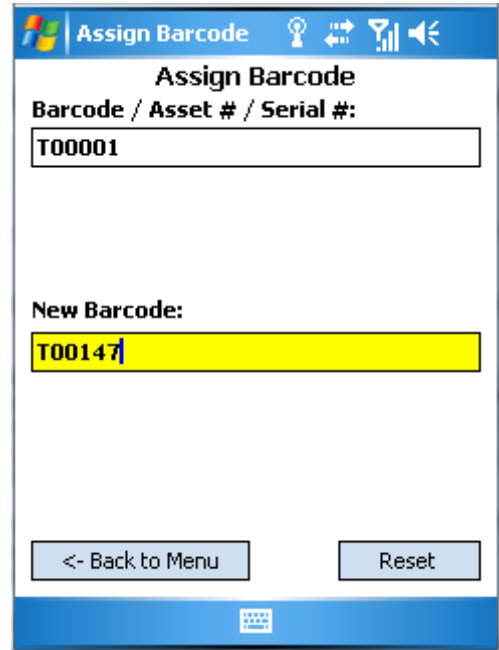 Assign Barcode
Assign Barcode
Barcode / Asset # / Serial #:
T00001
New Barcode:
T00147
<- Back to Menu
Reset